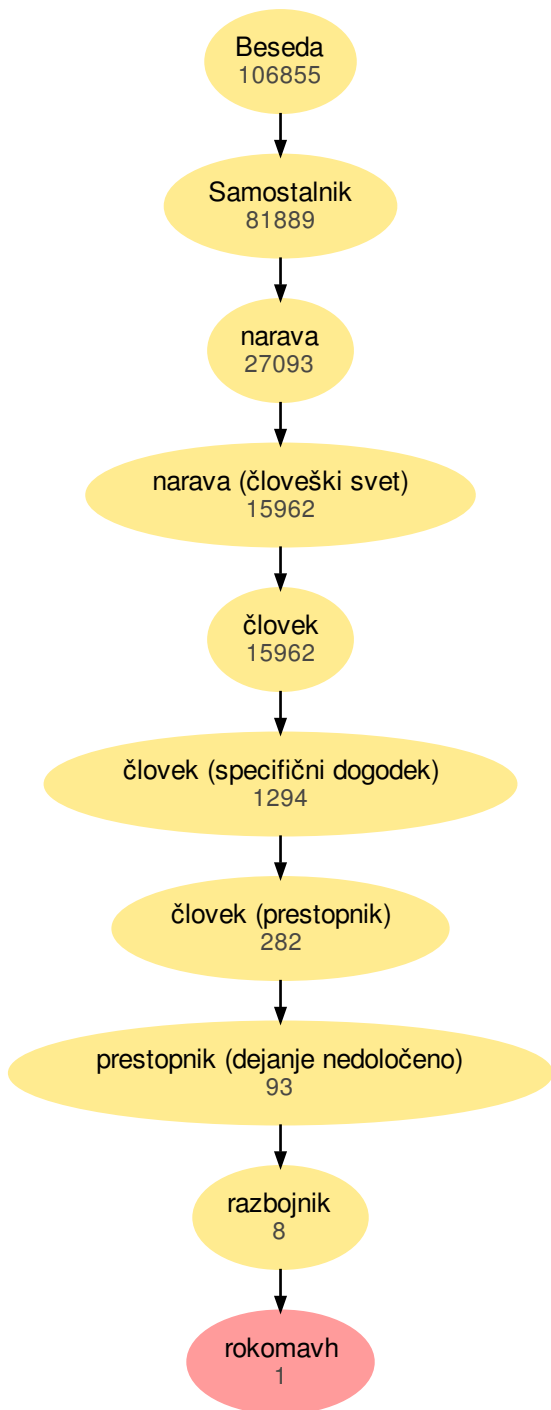 Beseda
106855
Samostalnik
81889
narava
27093
narava (človeški svet)
15962
človek
15962
človek (specifični dogodek)
1294
človek (prestopnik)
282
prestopnik (dejanje nedoločeno)
93
razbojnik
8
rokomavh
1